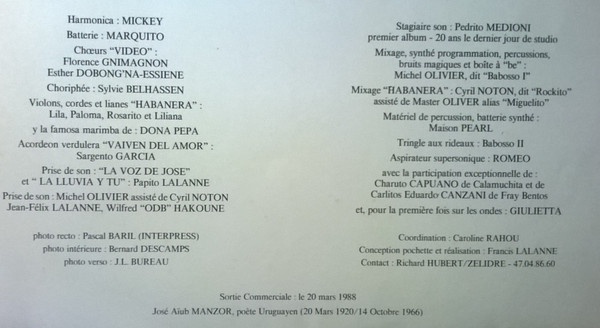 Harmonica : MICKEY
Batterie : MARQUITO
Chœurs "VIDEO" :
Florence GNIMAGNON
Esther DOBONG'NA-ESSIENE
Choriphée : Sylvie BELHASSEN
Violons, cordes et lianes "HABANERA" :
Lila, Paloma, Rosarito et Liliana
y la famosa marimba de : DONA PEPA
Acordeon verdulera "VAIVEN DEL AMOR" :
Sargento GARCIA
Prise de son : "LA VOZ DE JOSE"
et " LA LLUVIA Y TU" : Papito LALANNE
Prise de son : Michel OLIVIER assisté de Cyril NOTON
Jean-Félix LALANNE, Wilfred "ODB" HAKOUNE
photo recto : Pascal BARIL (INTERPRESS)
photo intérieure : Bernard DESCAMPS
photo verso : J.L. BUREAU
Stagiaire son : Pedrito MEDIONI
premier album - 20 ans le dernier jour de studio
Mixage, synthé programmation, percussions,
bruits magiques et boîte à "be" :
Michel OLIVIER, dit "Babosso I"
Mixage "HABANERA" : Cyril NOTON, dit "Rockito"
assisté de Master OLIVER alias "Miguelito"
Matériel de percussion, batterie synthé :
Maison PEARL
Tringle aux rideaux : Babosso II
Aspirateur supersonique : ROMEO
avec la participation exceptionnelle de :
Charuto CAPUANO de Calamuchita et de
Carlitos Eduardo CANZANI de Fray Bentos
et, pour la première fois sur les ondes : GIULIETTA
Coordination : Caroline RAHOU
Conception pochette et réalisation : Francis LALANNE
Contact : Richard HUBERT/ZELIDRE - 47.04.86.60
Sortie Commerciale : le 20 mars 1988
José Aiub MANZOR, poête Uruguayen (20 Mars 1920/14 Octobre 1966)